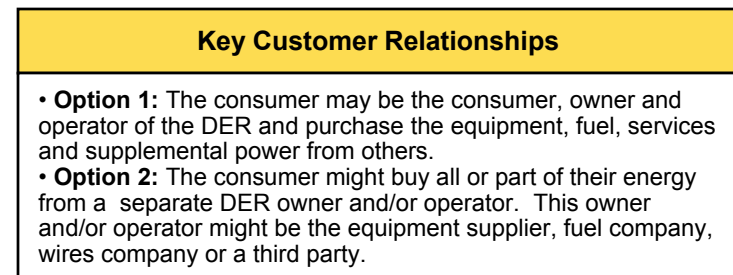 Key Customer Relationships
• Option 1: The consumer may be the consumer, owner and
operator of the DER and purchase the equipment, fuel, services
and supplemental power from others.
• Option 2: The consumer might buy all or part of their energy
from a  separate DER owner and/or operator.  This owner
and/or operator might be the equipment supplier, fuel company,
wires company or a third party.